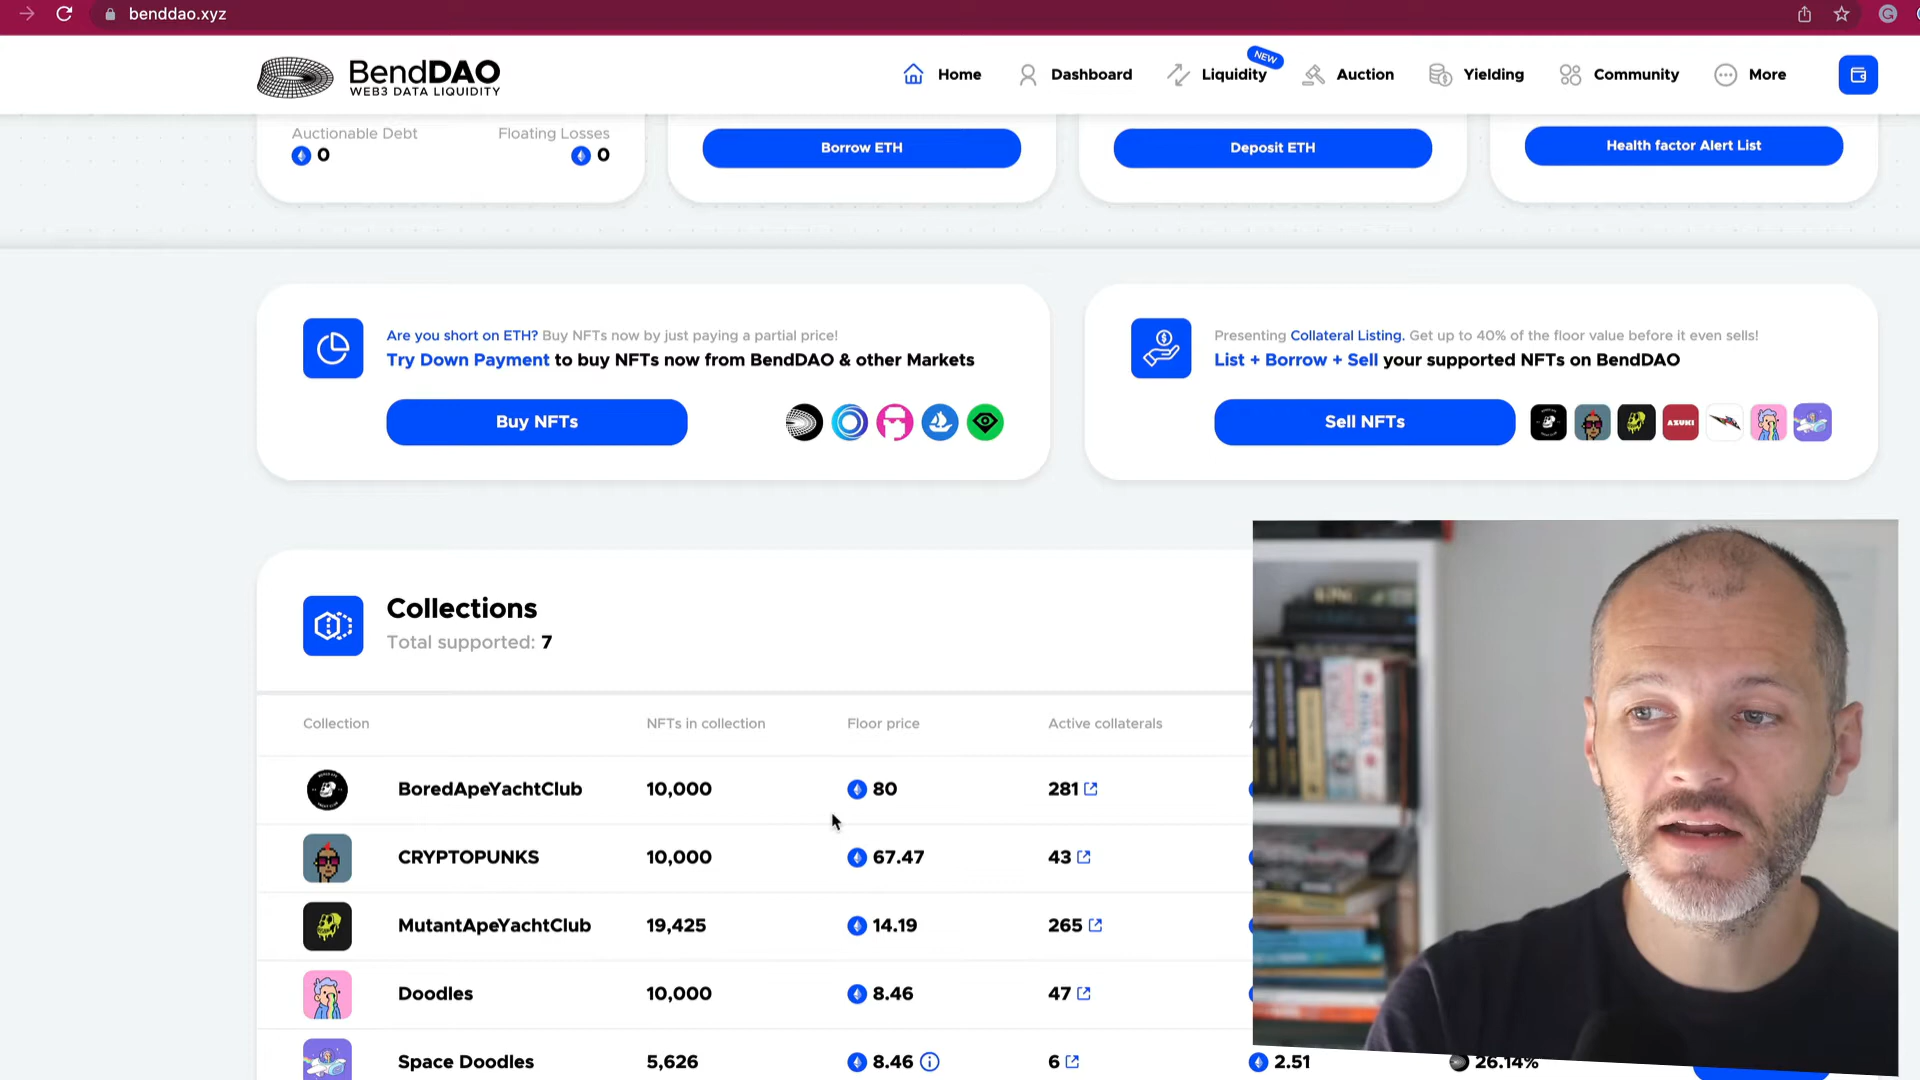 benddao.xyz
BendDAO
WEB3 DATA LIQUIDITY
Home
Dashboard
Liquidity
NEW
Auction
Yielding
Community
More
Auctionable Debt
0
Floating Losses
0
Borrow ETH
Deposit ETH
Health factor Alert List
Are you short on ETH? Buy NFTs now by just paying a partial price!
Try Down Payment to buy NFTs now from BendDAO & other Markets
Buy NFTs
Presenting Collateral Listing. Get up to 40% of the floor value before it even sells!
List + Borrow + Sell your supported NFTs on BendDAO
Sell NFTs
AZUKI
Collections
Total supported: 7
Collection NFTs in collection Floor price Active collaterals
BoredApeYachtClub 10,000 80 281
CRYPTOPUNKS 10,000 67.47 43
MutantApeYachtClub 19,425 14.19 265
Doodles 10,000 8.46 47
Space Doodles 5,626 8.46 6 2.51 26.14%